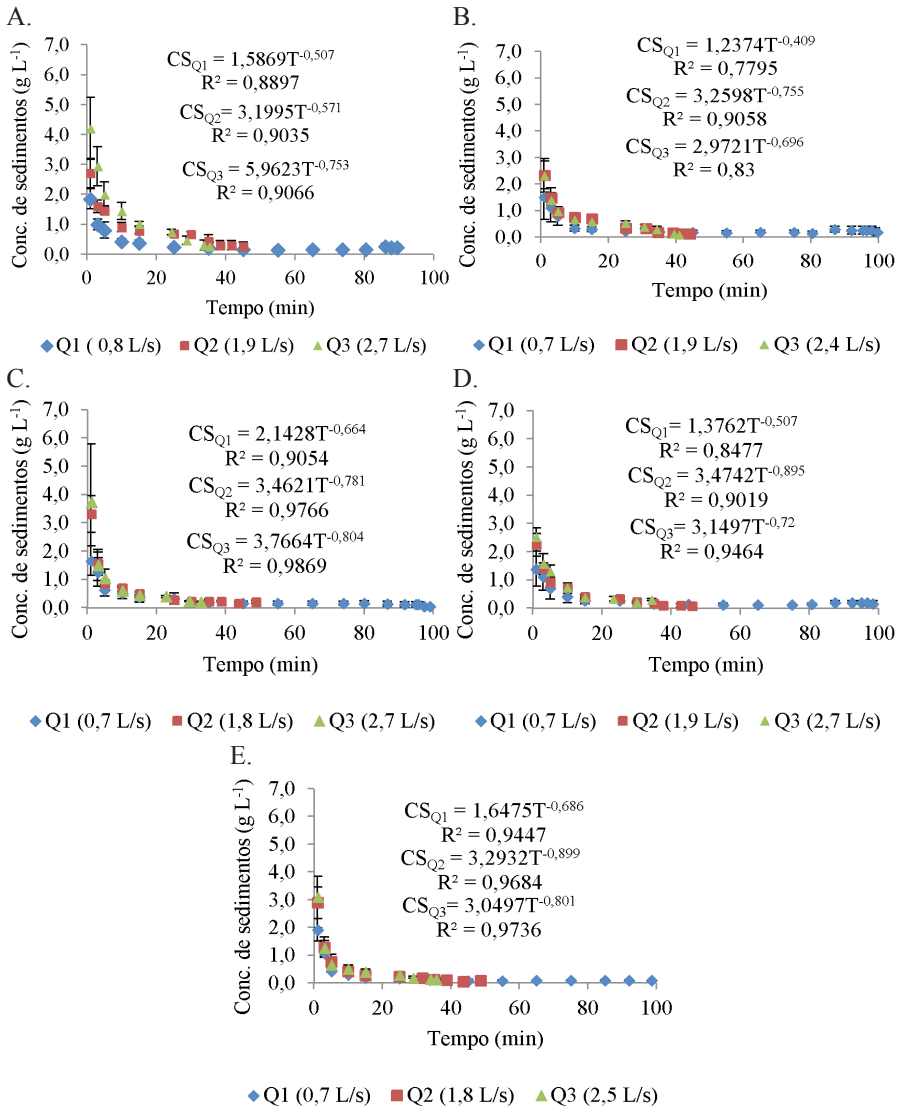 A.
Conc. de sedimentos (g L⁻¹)
7,0
6,0
5,0
4,0
3,0
2,0
1,0
0,0
CS_Q1 = 1,5869T^-0,507
R² = 0,8897
CS_Q2= 3,1995T^-0,571
R² = 0,9035
CS_Q3 = 5,9623T^-0,753
R² = 0,9066
0 20 40 60 80 100
Tempo (min)
Q1 ( 0,8 L/s) Q2 (1,9 L/s) Q3 (2,7 L/s)
B.
Conc. de sedimentos (g L⁻¹)
7,0
6,0
5,0
4,0
3,0
2,0
1,0
0,0
CS_Q1 = 1,2374T^-0,409
R² = 0,7795
CS_Q2 = 3,2598T^-0,755
R² = 0,9058
CS_Q3 = 2,9721T^-0,696
R² = 0,83
0 20 40 60 80 100
Tempo (min)
Q1 (0,7 L/s) Q2 (1,9 L/s) Q3 (2,4 L/s)
C.
Conc. de sedimentos (g L⁻¹)
7,0
6,0
5,0
4,0
3,0
2,0
1,0
0,0
CS_Q1 = 2,1428T^-0,664
R² = 0,9054
CS_Q2 = 3,4621T^-0,781
R² = 0,9766
CS_Q3 = 3,7664T^-0,804
R² = 0,9869
0 20 40 60 80 100
Tempo (min)
Q1 (0,7 L/s) Q2 (1,8 L/s) Q3 (2,7 L/s)
D.
Conc. de sedimentos (g L⁻¹)
7,0
6,0
5,0
4,0
3,0
2,0
1,0
0,0
CS_Q1= 1,3762T^-0,507
R² = 0,8477
CS_Q2 = 3,4742T^-0,895
R² = 0,9019
CS_Q3= 3,1497T^-0,72
R² = 0,9464
0 20 40 60 80 100
Tempo (min)
Q1 (0,7 L/s) Q2 (1,9 L/s) Q3 (2,7 L/s)
E.
Conc. de sedimentos (g L⁻¹)
7,0
6,0
5,0
4,0
3,0
2,0
1,0
0,0
CS_Q1 = 1,6475T^-0,686
R² = 0,9447
CS_Q2 = 3,2932T^-0,899
R² = 0,9684
CS_Q3= 3,0497T^-0,801
R² = 0,9736
0 20 40 60 80 100
Tempo (min)
Q1 (0,7 L/s) Q2 (1,8 L/s) Q3 (2,5 L/s)